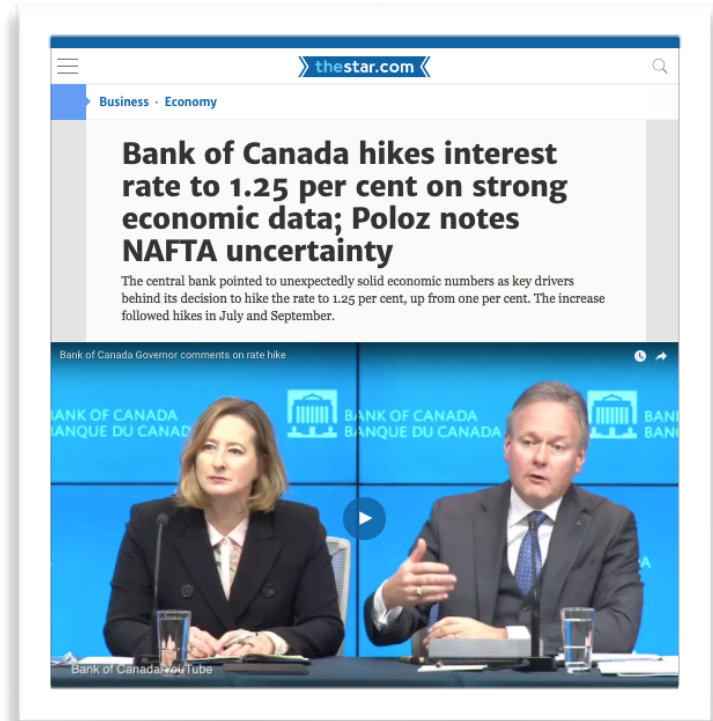 thestar.com
Business · Economy
Bank of Canada hikes interest
rate to 1.25 per cent on strong
economic data; Poloz notes
NAFTA uncertainty
The central bank pointed to unexpectedly solid economic numbers as key drivers
behind its decision to hike the rate to 1.25 per cent, up from one per cent. The increase
followed hikes in July and September.
Bank of Canada Governor comments on rate hike
BANK OF CANADA
BANQUE DU CANADA
BANK OF CANADA
BANQUE DU CANADA
Bank of Canada/YouTube